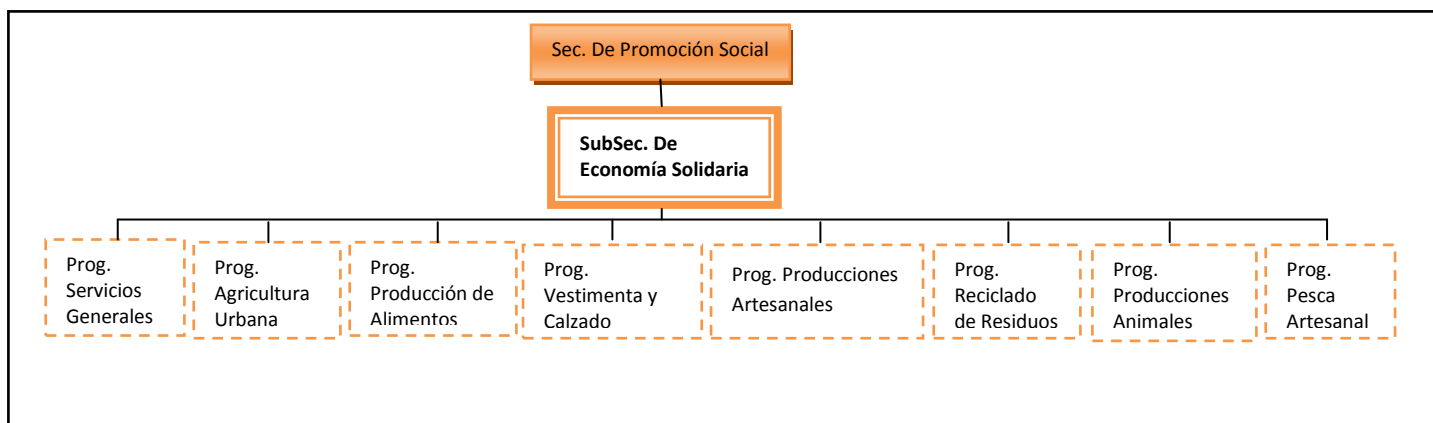 Sec. De Promoción Social
SubSec. De
Economía Solidaria
Prog.
Servicios
Generales
Prog.
Agricultura
Urbana
Prog.
Producción de
Alimentos
Prog.
Vestimenta y
Calzado
Prog. Producciones
Artesanales
Prog.
Reciclado
de Residuos
Prog.
Producciones
Animales
Prog.
Pesca
Artesanal